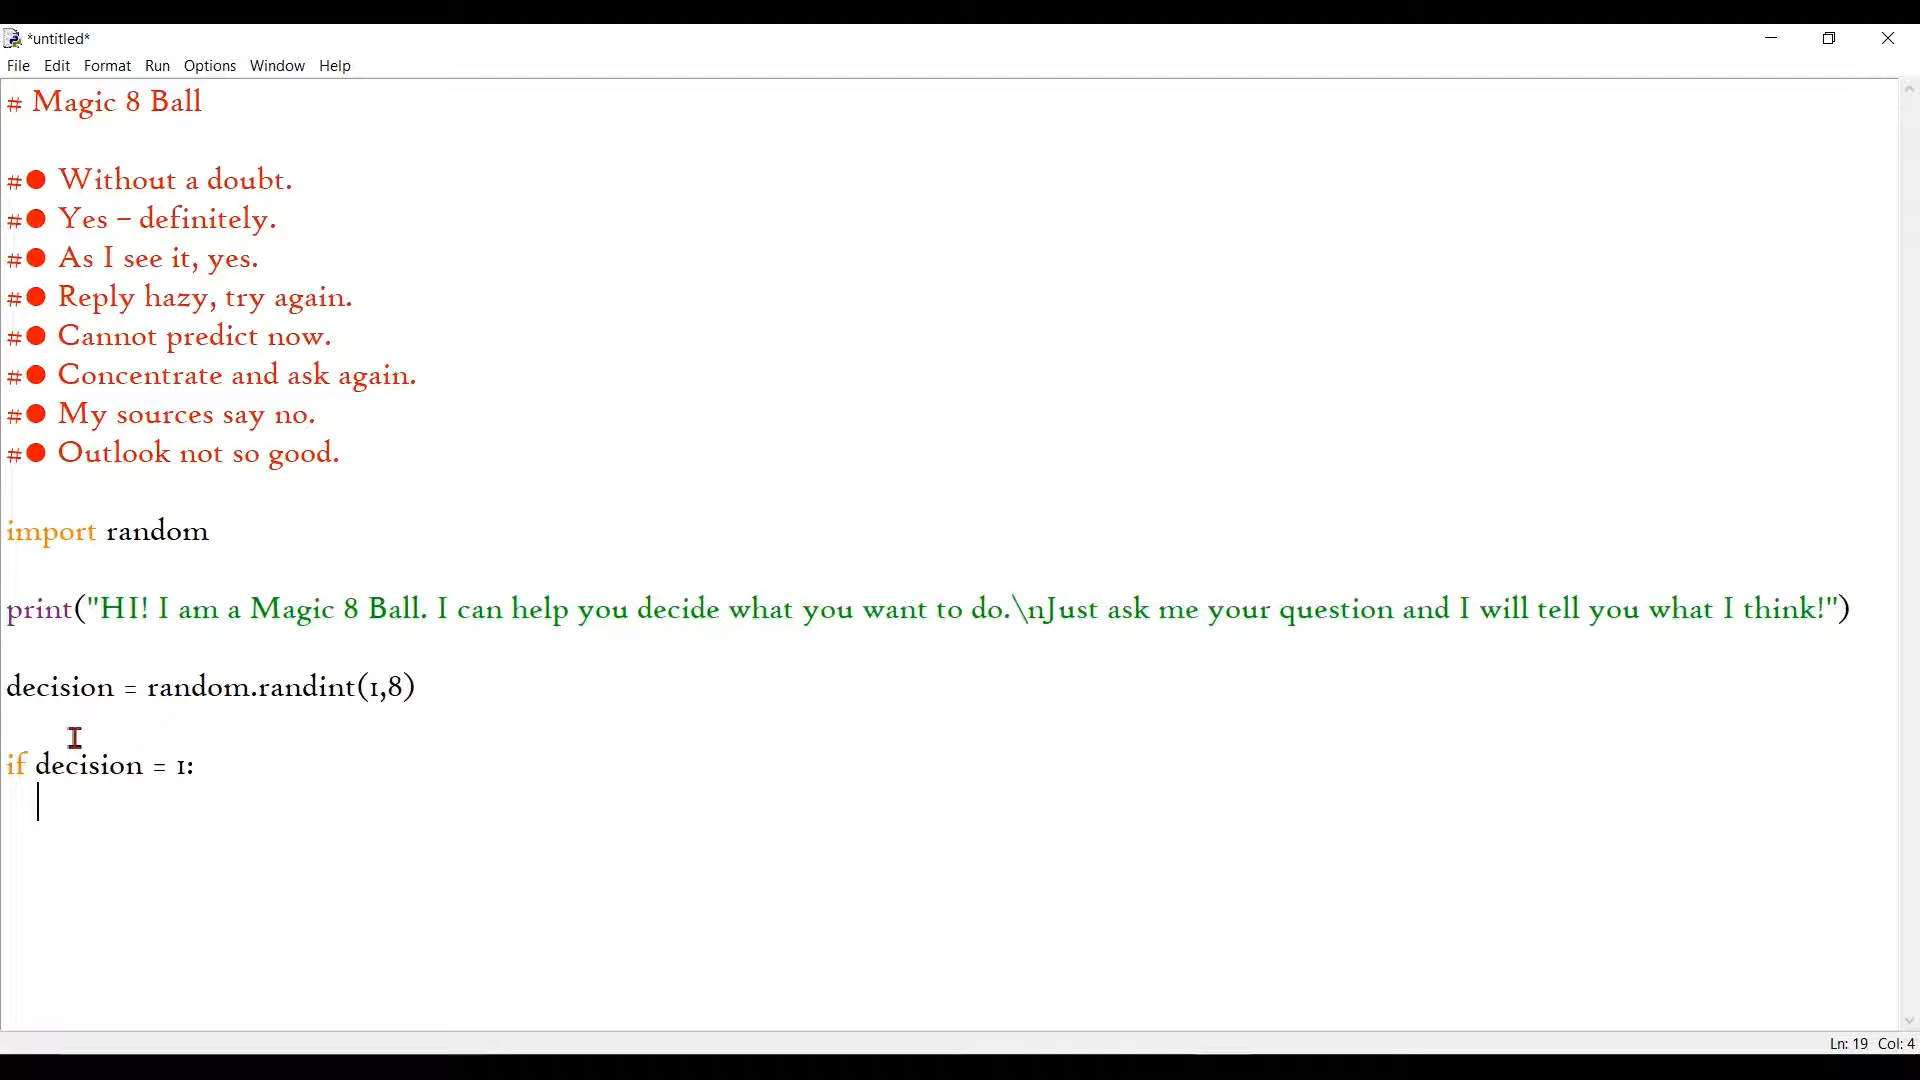 *untitled*
File Edit Format Run Options Window Help
# Magic 8 Ball
#● Without a doubt.
#● Yes – definitely.
#● As I see it, yes.
#● Reply hazy, try again.
#● Cannot predict now.
#● Concentrate and ask again.
#● My sources say no.
#● Outlook not so good.
import random
print("HI! I am a Magic 8 Ball. I can help you decide what you want to do.\nJust ask me your question and I will tell you what I think!")
decision = random.randint(1,8)
if decision = 1:
Ln: 19 Col: 4